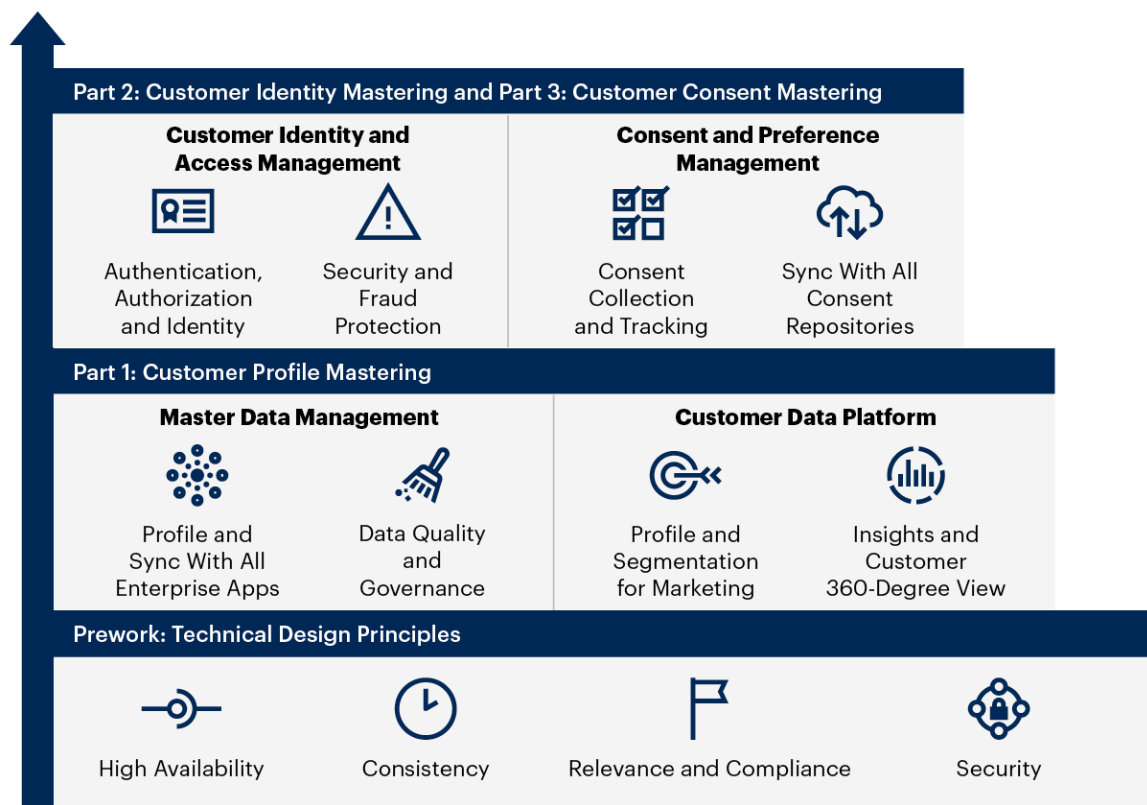 Part 2: Customer Identity Mastering and Part 3: Customer Consent Mastering
Customer Identity and
Access Management
Authentication,
Authorization
and Identity
Security and
Fraud
Protection
Consent and Preference
Management
Consent
Collection
and Tracking
Sync With All
Consent
Repositories
Part 1: Customer Profile Mastering
Master Data Management
Profile and
Sync With All
Enterprise Apps
Data Quality
and
Governance
Customer Data Platform
Profile and
Segmentation
for Marketing
Insights and
Customer
360-Degree View
Prework: Technical Design Principles
High Availability
Consistency
Relevance and Compliance
Security